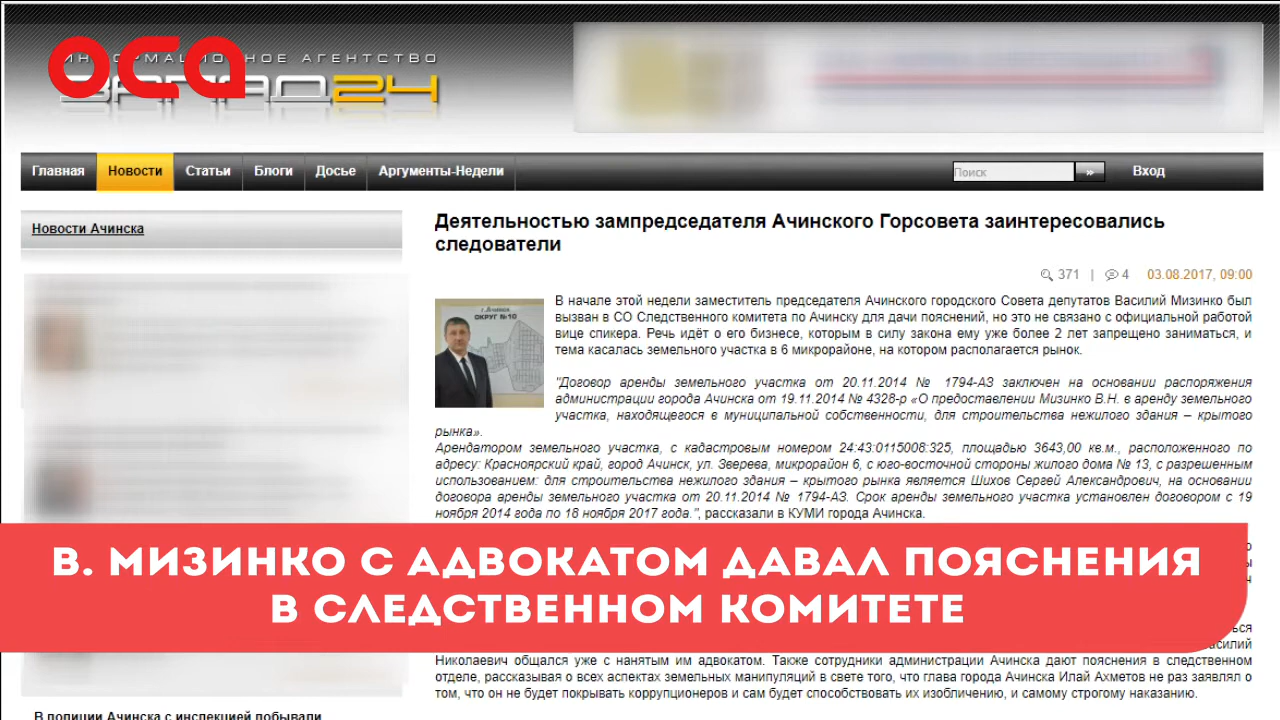 оса
ИНФОРМАЦИОННОЕ АГЕНТСТВО
ЗАПАД24
Главная Новости Статьи Блоги Досье Аргументы-Недели Поиск » Вход
Новости Ачинска
Деятельностью зампредседателя Ачинского Горсовета заинтересовались
следователи
371 | 4 03.08.2017, 09:00
г.Ачинск
ОКРУГ №10
В начале этой недели заместитель председателя Ачинского городского Совета депутатов Василий Мизинко был
вызван в СО Следственного комитета по Ачинску для дачи пояснений, но это не связано с официальной работой
вице спикера. Речь идёт о его бизнесе, которым в силу закона ему уже более 2 лет запрещено заниматься, и
тема касалась земельного участка в 6 микрорайоне, на котором располагается рынок.
"Договор аренды земельного участка от 20.11.2014 № 1794-АЗ заключен на основании распоряжения
администрации города Ачинска от 19.11.2014 № 4328-р «О предоставлении Мизинко В.Н. в аренду земельного
участка, находящегося в муниципальной собственности, для строительства нежилого здания – крытого
рынка».
Арендатором земельного участка, с кадастровым номером 24:43:0115006:325, площадью 3643,00 кв.м., расположенного по
адресу: Красноярский край, город Ачинск, ул. Зверева, микрорайон 6, с юго-восточной стороны жилого дома № 13, с разрешенным
использованием: для строительства нежилого здания – крытого рынка является Шихов Сергей Александрович, на основании
договора аренды земельного участка от 20.11.2014 № 1794-АЗ. Срок аренды земельного участка установлен договором с 19
ноября 2014 года по 18 ноября 2017 года.", рассказали в КУМИ города Ачинска.
В. МИЗИНКО С АДВОКАТОМ ДАВАЛ ПОЯСНЕНИЯ
В СЛЕДСТВЕННОМ КОМИТЕТЕ
Николаевич общался уже с нанятым им адвокатом. Также сотрудники администрации Ачинска дают пояснения в следственном
отделе, рассказывая о всех аспектах земельных манипуляций в свете того, что глава города Ачинска Илай Ахметов не раз заявлял о
том, что он не будет покрывать коррупционеров и сам будет способствовать их изобличению, и самому строгому наказанию.
В полиции Ачинска с инспекцией побывали